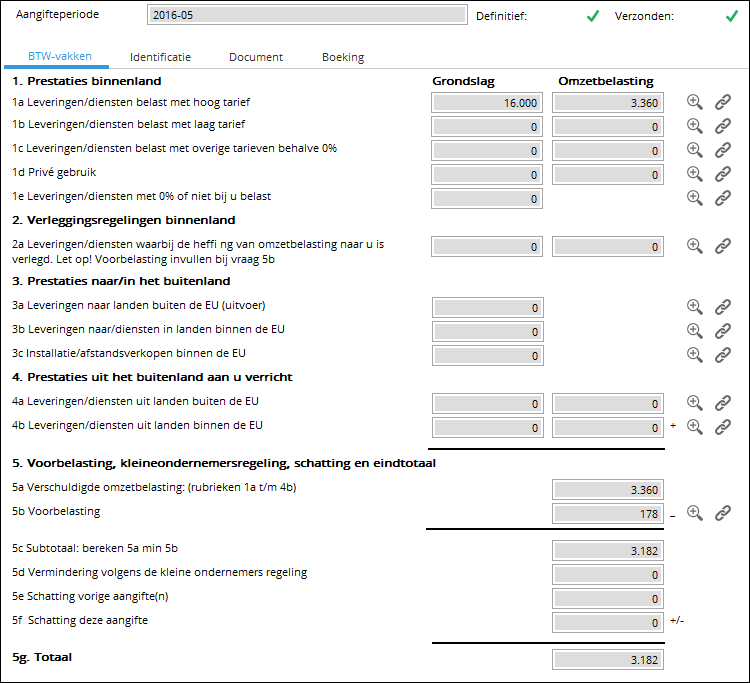 Aangifteperiode 2016-05 Definitief: Verzonden:
BTW-vakken Identificatie Document Boeking
1. Prestaties binnenland Grondslag Omzetbelasting
1a Leveringen/diensten belast met hoog tarief 16.000 3.360
1b Leveringen/diensten belast met laag tarief 0 0
1c Leveringen/diensten belast met overige tarieven behalve 0% 0 0
1d Privé gebruik 0 0
1e Leveringen/diensten met 0% of niet bij u belast 0
2. Verleggingsregelingen binnenland
2a Leveringen/diensten waarbij de heffi ng van omzetbelasting naar u is
verlegd. Let op! Voorbelasting invullen bij vraag 5b 0 0
3. Prestaties naar/in het buitenland
3a Leveringen naar landen buiten de EU (uitvoer) 0
3b Leveringen naar/diensten in landen binnen de EU 0
3c Installatie/afstandsverkopen binnen de EU 0
4. Prestaties uit het buitenland aan u verricht
4a Leveringen/diensten uit landen buiten de EU 0 0
4b Leveringen/diensten uit landen binnen de EU 0 0 +
5. Voorbelasting, kleineondernemersregeling, schatting en eindtotaal
5a Verschuldigde omzetbelasting: (rubrieken 1a t/m 4b) 3.360
5b Voorbelasting 178 _
5c Subtotaal: bereken 5a min 5b 3.182
5d Vermindering volgens de kleine ondernemers regeling 0
5e Schatting vorige aangifte(n) 0
5f Schatting deze aangifte 0 +/-
5g. Totaal 3.182